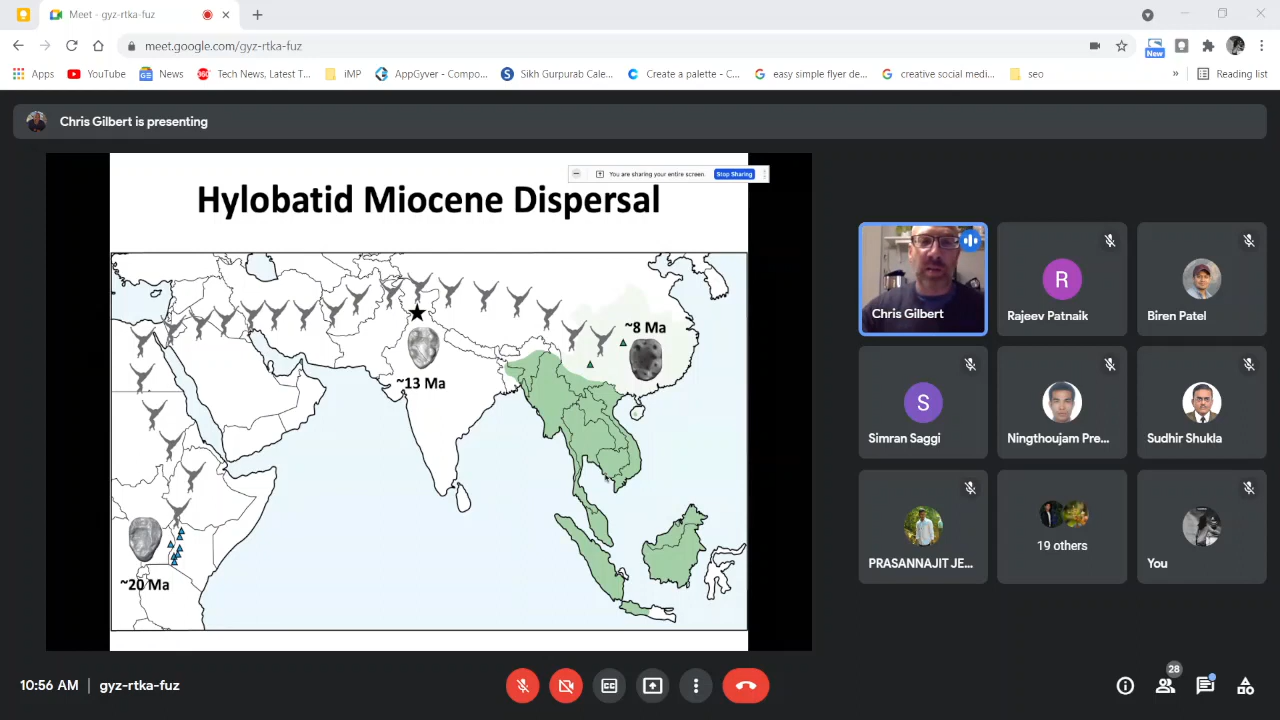 Meet - gyz-rtka-fuz
meet.google.com/gyz-rtka-fuz
New
Apps
YouTube
News
Tech News, Latest T...
iMP
AppGyver - Compo...
Sikh Gurpurab Cale...
Create a palette - C...
easy simple flyer de...
creative social medi...
seo
»
Reading list
Chris Gilbert is presenting
You are sharing your entire screen.
Stop Sharing
Hylobatid Miocene Dispersal
~8 Ma
~13 Ma
~20 Ma
Chris Gilbert
R
Rajeev Patnaik
Biren Patel
S
Simran Saggi
Ningthoujam Pre...
Sudhir Shukla
PRASANNAJIT JE...
19 others
You
10:56 AM | gyz-rtka-fuz
28